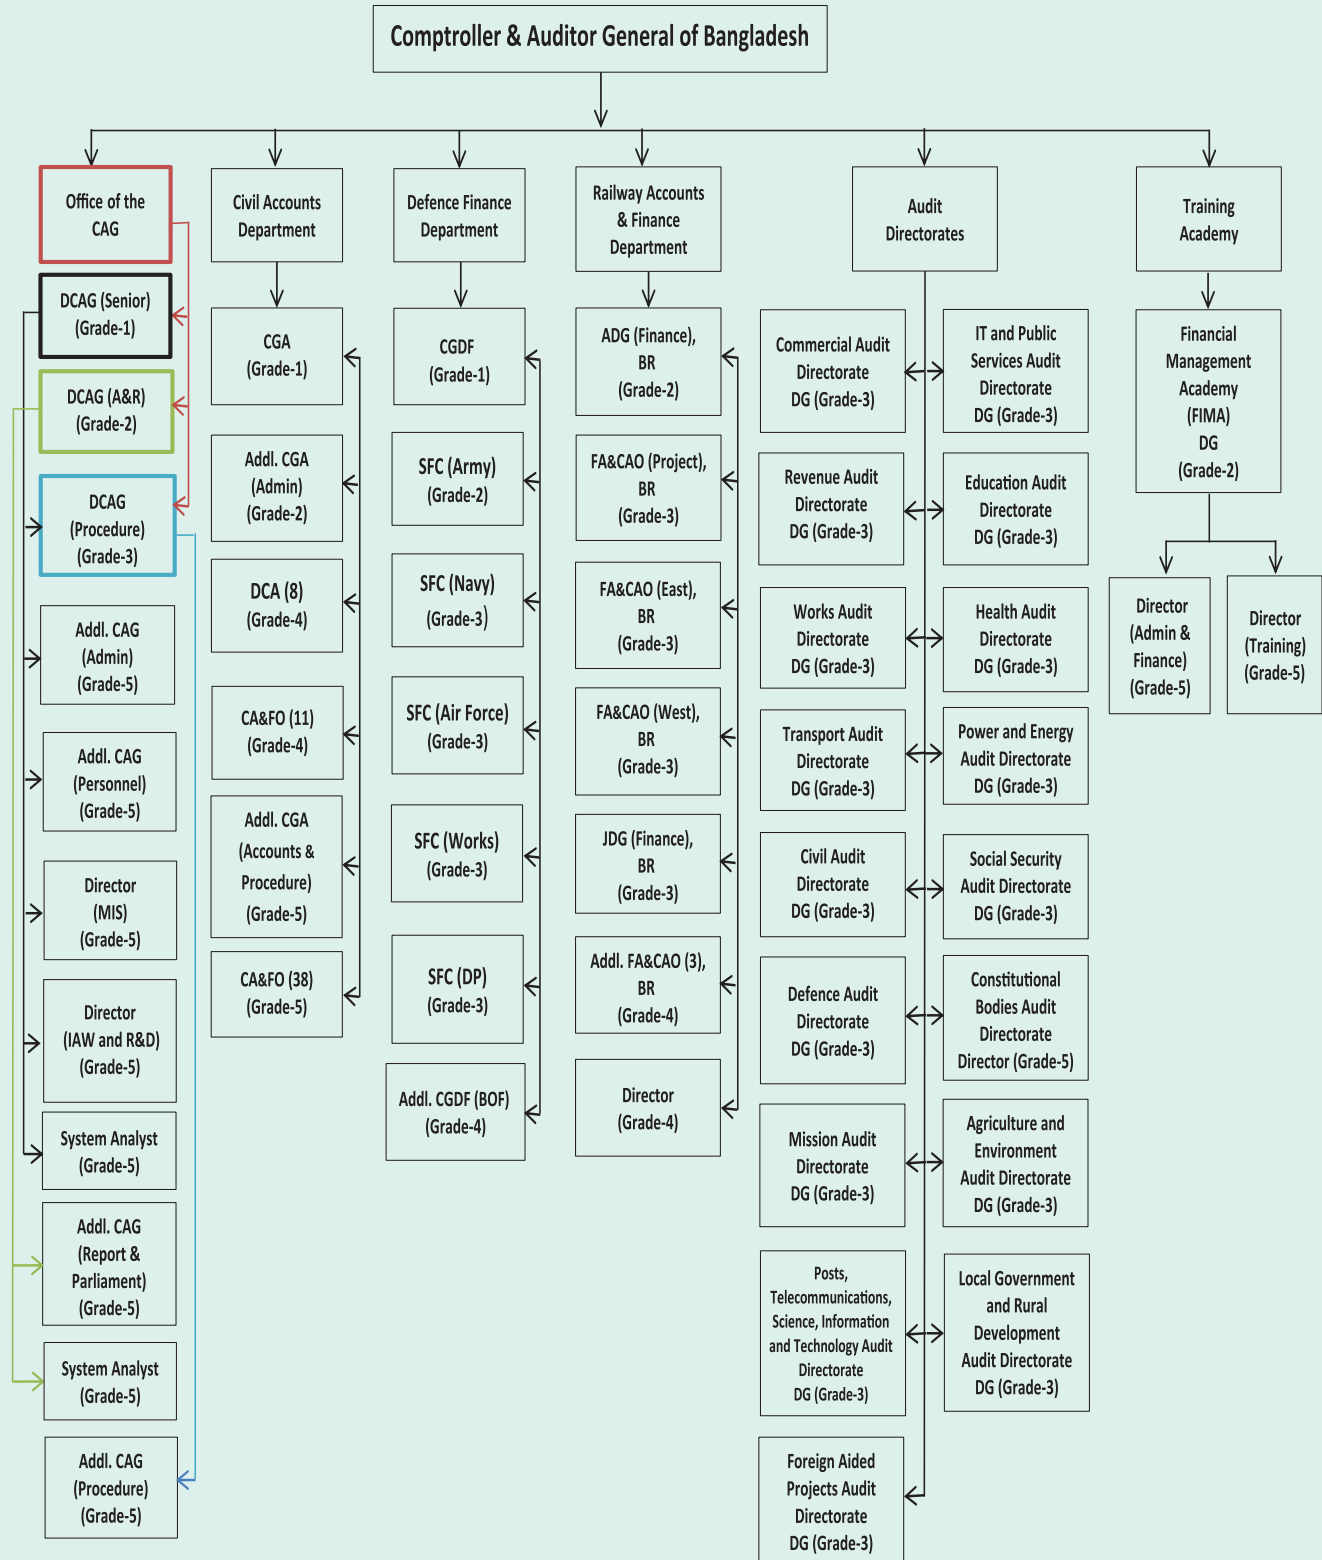 Comptroller & Auditor General of Bangladesh
Office of the
CAG
DCAG (Senior)
(Grade-1)
DCAG (A&R)
(Grade-2)
DCAG
(Procedure)
(Grade-3)
Addl. CAG
(Admin)
(Grade-5)
Addl. CAG
(Personnel)
(Grade-5)
Director
(MIS)
(Grade-5)
Director
(IAW and R&D)
(Grade-5)
System Analyst
(Grade-5)
Addl. CAG
(Report &
Parliament)
(Grade-5)
System Analyst
(Grade-5)
Addl. CAG
(Procedure)
(Grade-5)
Civil Accounts
Department
CGA
(Grade-1)
Addl. CGA
(Admin)
(Grade-2)
DCA (8)
(Grade-4)
CA&FO (11)
(Grade-4)
Addl. CGA
(Accounts &
Procedure)
(Grade-5)
CA&FO (38)
(Grade-5)
Defence Finance
Department
CGDF
(Grade-1)
SFC (Army)
(Grade-2)
SFC (Navy)
(Grade-3)
SFC (Air Force)
(Grade-3)
SFC (Works)
(Grade-3)
SFC (DP)
(Grade-3)
Addl. CGDF (BOF)
(Grade-4)
Railway Accounts
& Finance
Department
ADG (Finance),
BR
(Grade-2)
FA&CAO (Project),
BR
(Grade-3)
FA&CAO (East),
BR
(Grade-3)
FA&CAO (West),
BR
(Grade-3)
JDG (Finance),
BR
(Grade-3)
Addl. FA&CAO (3),
BR
(Grade-4)
Director
(Grade-4)
Audit
Directorates
Commercial Audit
Directorate
DG (Grade-3)
IT and Public
Services Audit
Directorate
DG (Grade-3)
Revenue Audit
Directorate
DG (Grade-3)
Education Audit
Directorate
DG (Grade-3)
Works Audit
Directorate
DG (Grade-3)
Health Audit
Directorate
DG (Grade-3)
Transport Audit
Directorate
DG (Grade-3)
Power and Energy
Audit Directorate
DG (Grade-3)
Civil Audit
Directorate
DG (Grade-3)
Social Security
Audit Directorate
DG (Grade-3)
Defence Audit
Directorate
DG (Grade-3)
Constitutional
Bodies Audit
Directorate
Director (Grade-5)
Mission Audit
Directorate
DG (Grade-3)
Agriculture and
Environment
Audit Directorate
DG (Grade-3)
Posts,
Telecommunications,
Science, Information
and Technology Audit
Directorate
DG (Grade-3)
Local Government
and Rural
Development
Audit Directorate
DG (Grade-3)
Foreign Aided
Projects Audit
Directorate
DG (Grade-3)
Training
Academy
Financial
Management
Academy
(FIMA)
DG
(Grade-2)
Director
(Admin &
Finance)
(Grade-5)
Director
(Training)
(Grade-5)